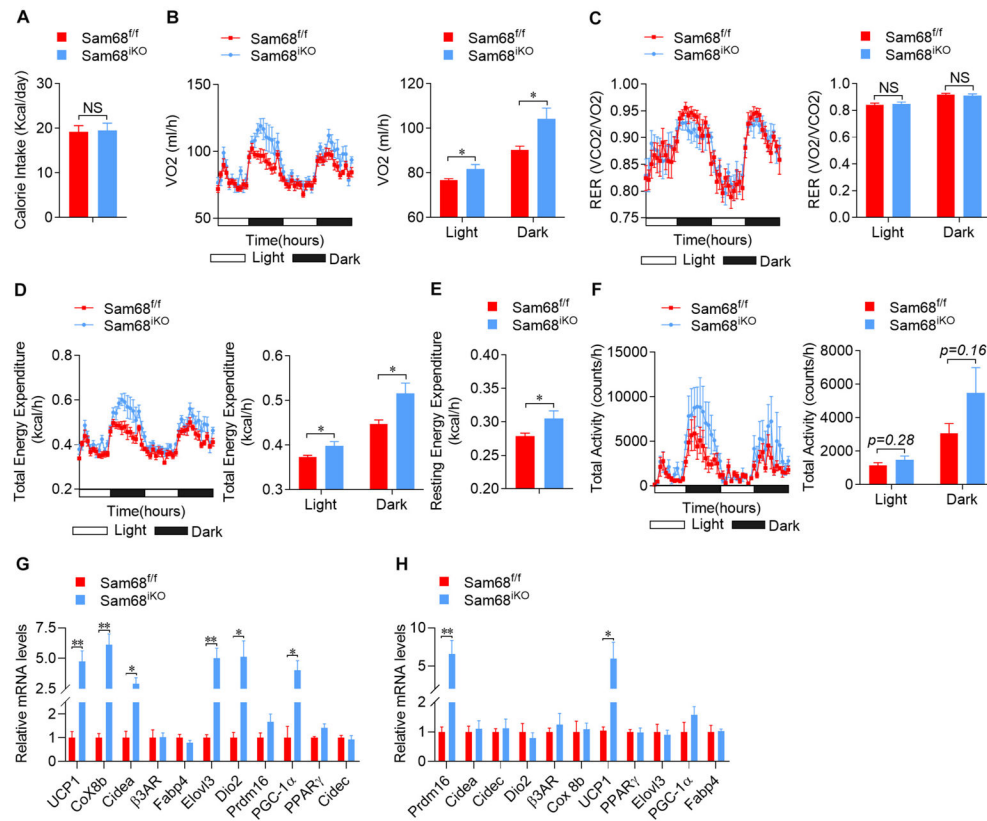 A
Sam68f/f
Sam68iKO
Calorie Intake (Kcal/day)
30
20
10
0
NS
B
Sam68f/f
Sam68iKO
VO2 (ml/h)
150
100
50
Time(hours)
Light Dark
Sam68f/f
Sam68iKO
VO2 (ml/h)
120
100
80
60
* *
Light Dark
C
Sam68f/f
Sam68iKO
RER (VCO2/VO2)
1.00
0.95
0.90
0.85
0.80
0.75
Time(hours)
Light Dark
Sam68f/f
Sam68iKO
RER (VO2/VCO2)
1.0
0.8
0.6
0.4
0.2
0.0
NS NS
Light Dark
D
Sam68f/f
Sam68iKO
Total Energy Expenditure
(kcal/h)
0.8
0.6
0.4
0.2
Time(hours)
Light Dark
Total Energy Expenditure
(kcal/h)
0.6
0.5
0.4
0.3
* *
Light Dark
E
Sam68f/f
Sam68iKO
Resting Energy Expenditure
(kcal/h)
0.40
0.35
0.30
0.25
0.20
*
F
Sam68f/f
Sam68iKO
Total Activity (counts/h)
15000
10000
5000
0
Time(hours)
Light Dark
Sam68f/f
Sam68iKO
Total Activity (counts/h)
8000
6000
4000
2000
0
p=0.28
p=0.16
Light Dark
G
Sam68f/f
Sam68iKO
Relative mRNA levels
7.5
5.0
2.5
2
1
0
** ** * ** * *
UCP1
CoX8b
Cidea
β3AR
Fabp4
Elovl3
Dio2
Prdm16
PGC-1α
PPARγ
Cidec
H
Sam68f/f
Sam68iKO
Relative mRNA levels
10
5
2
1
0
** *
Prdm16
Cidea
Cidec
Dio2
β3AR
Cox 8b
UCP1
PPARγ
Elovl3
PGC-1α
Fabp4